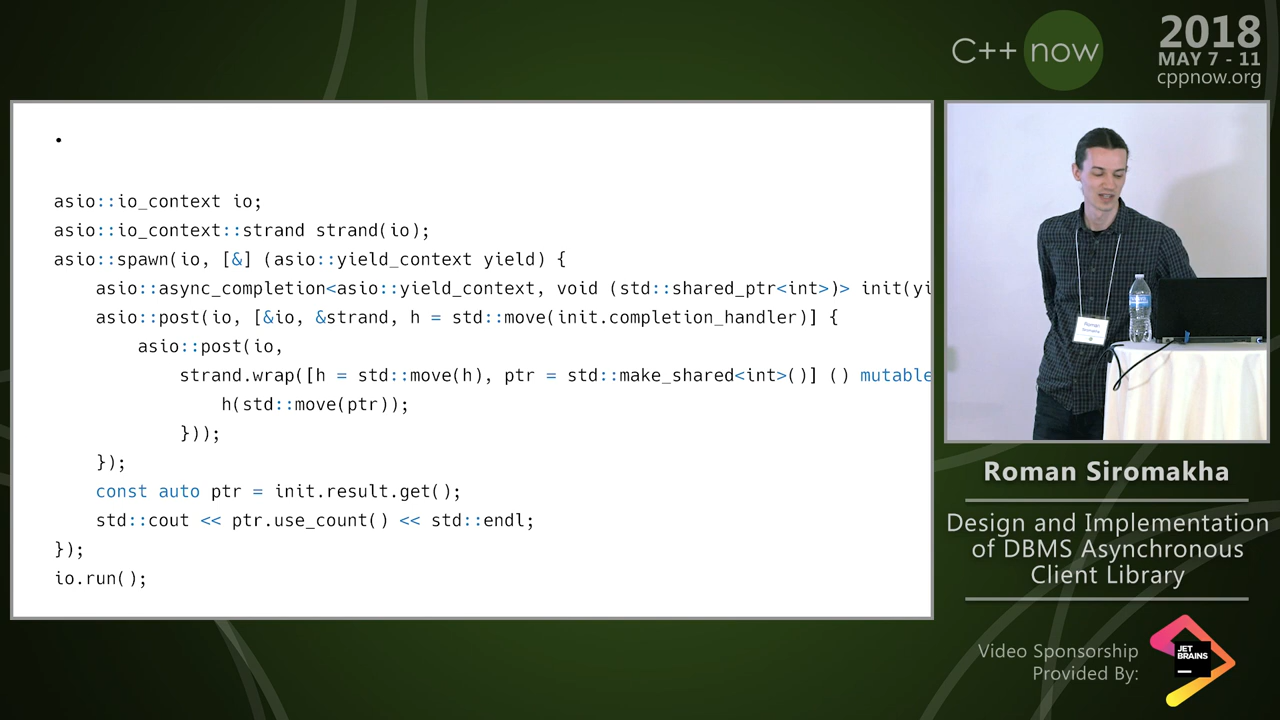 C++ now
2018
MAY 7 - 11
cppnow.org
•
asio::io_context io;
asio::io_context::strand strand(io);
asio::spawn(io, [&] (asio::yield_context yield) {
    asio::async_completion<asio::yield_context, void (std::shared_ptr<int>)> init(yi
    asio::post(io, [&io, &strand, h = std::move(init.completion_handler)] {
        asio::post(io,
            strand.wrap([h = std::move(h), ptr = std::make_shared<int>()] () mutable
                h(std::move(ptr));
            }));
    });
    const auto ptr = init.result.get();
    std::cout << ptr.use_count() << std::endl;
});
io.run();
Roman
Roman Siromakha
Design and Implementation
of DBMS Asynchronous
Client Library
Video Sponsorship
Provided By:
JET
BRAINS